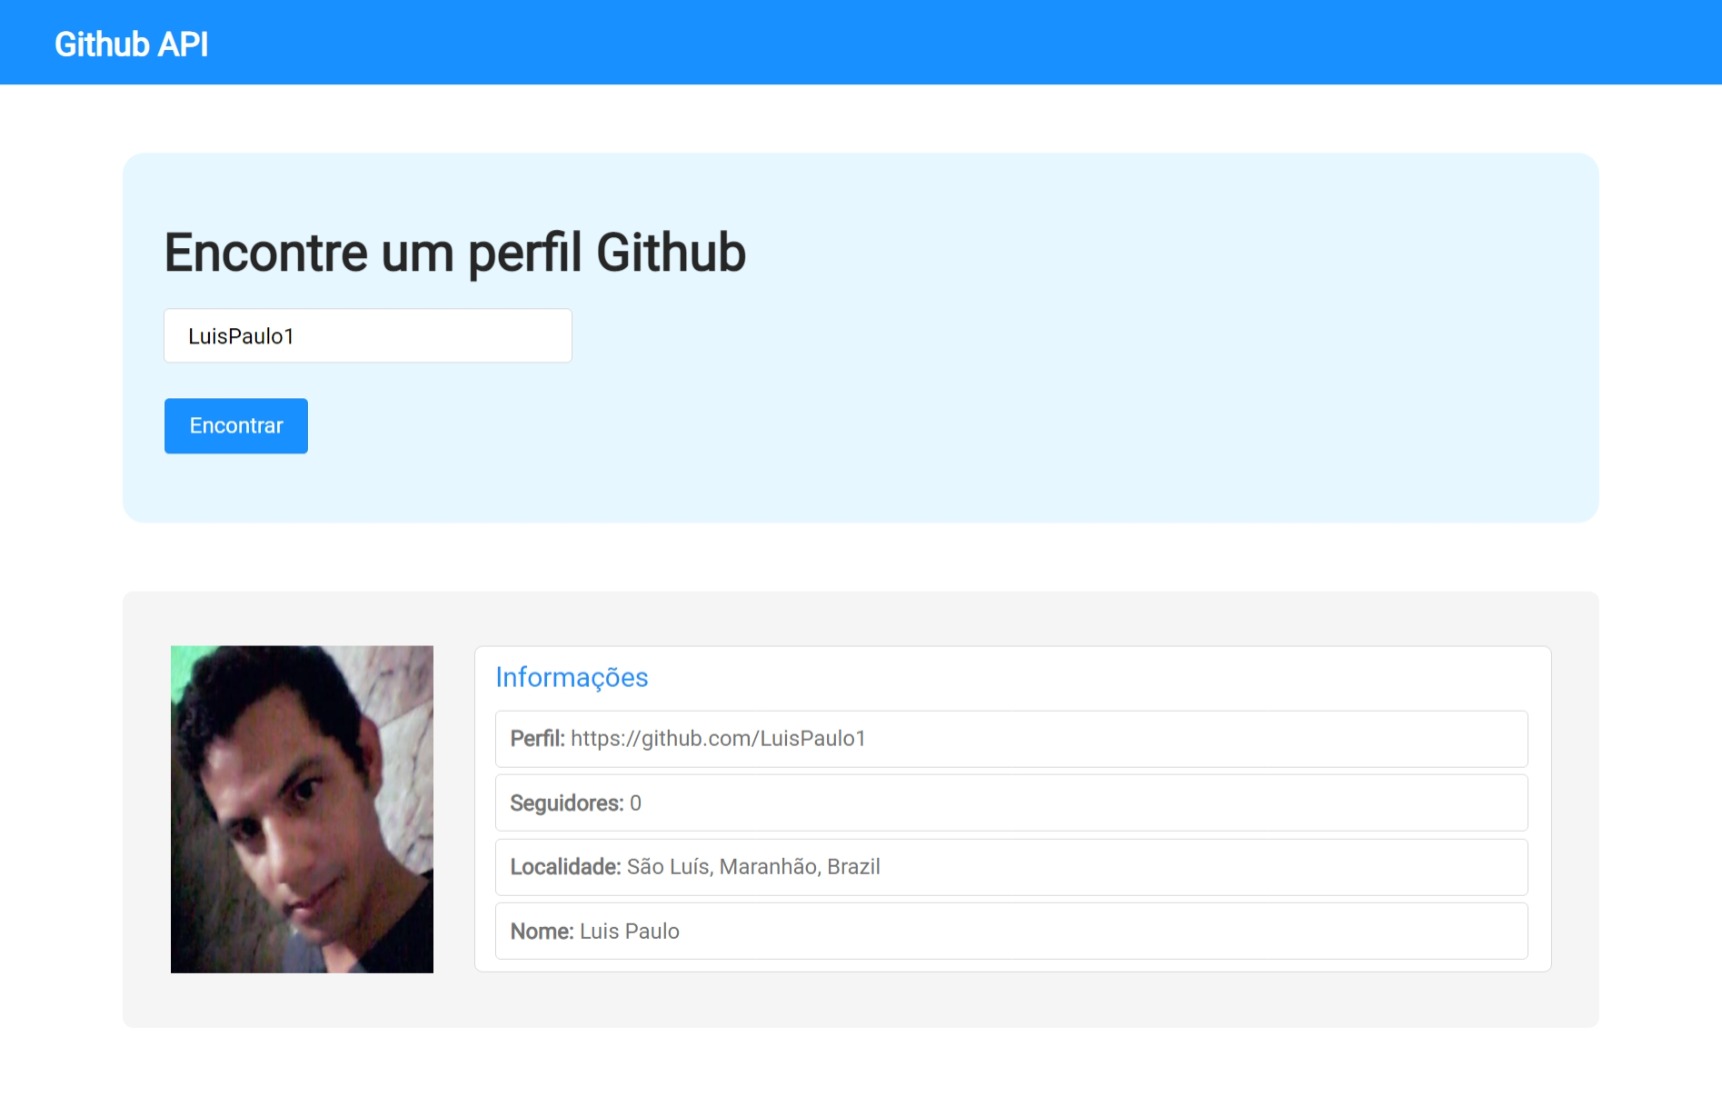 Github API
Encontre um perfil Github
LuisPaulo1
Encontrar
Informações
Perfil: https://github.com/LuisPaulo1
Seguidores: 0
Localidade: São Luís, Maranhão, Brazil
Nome: Luis Paulo